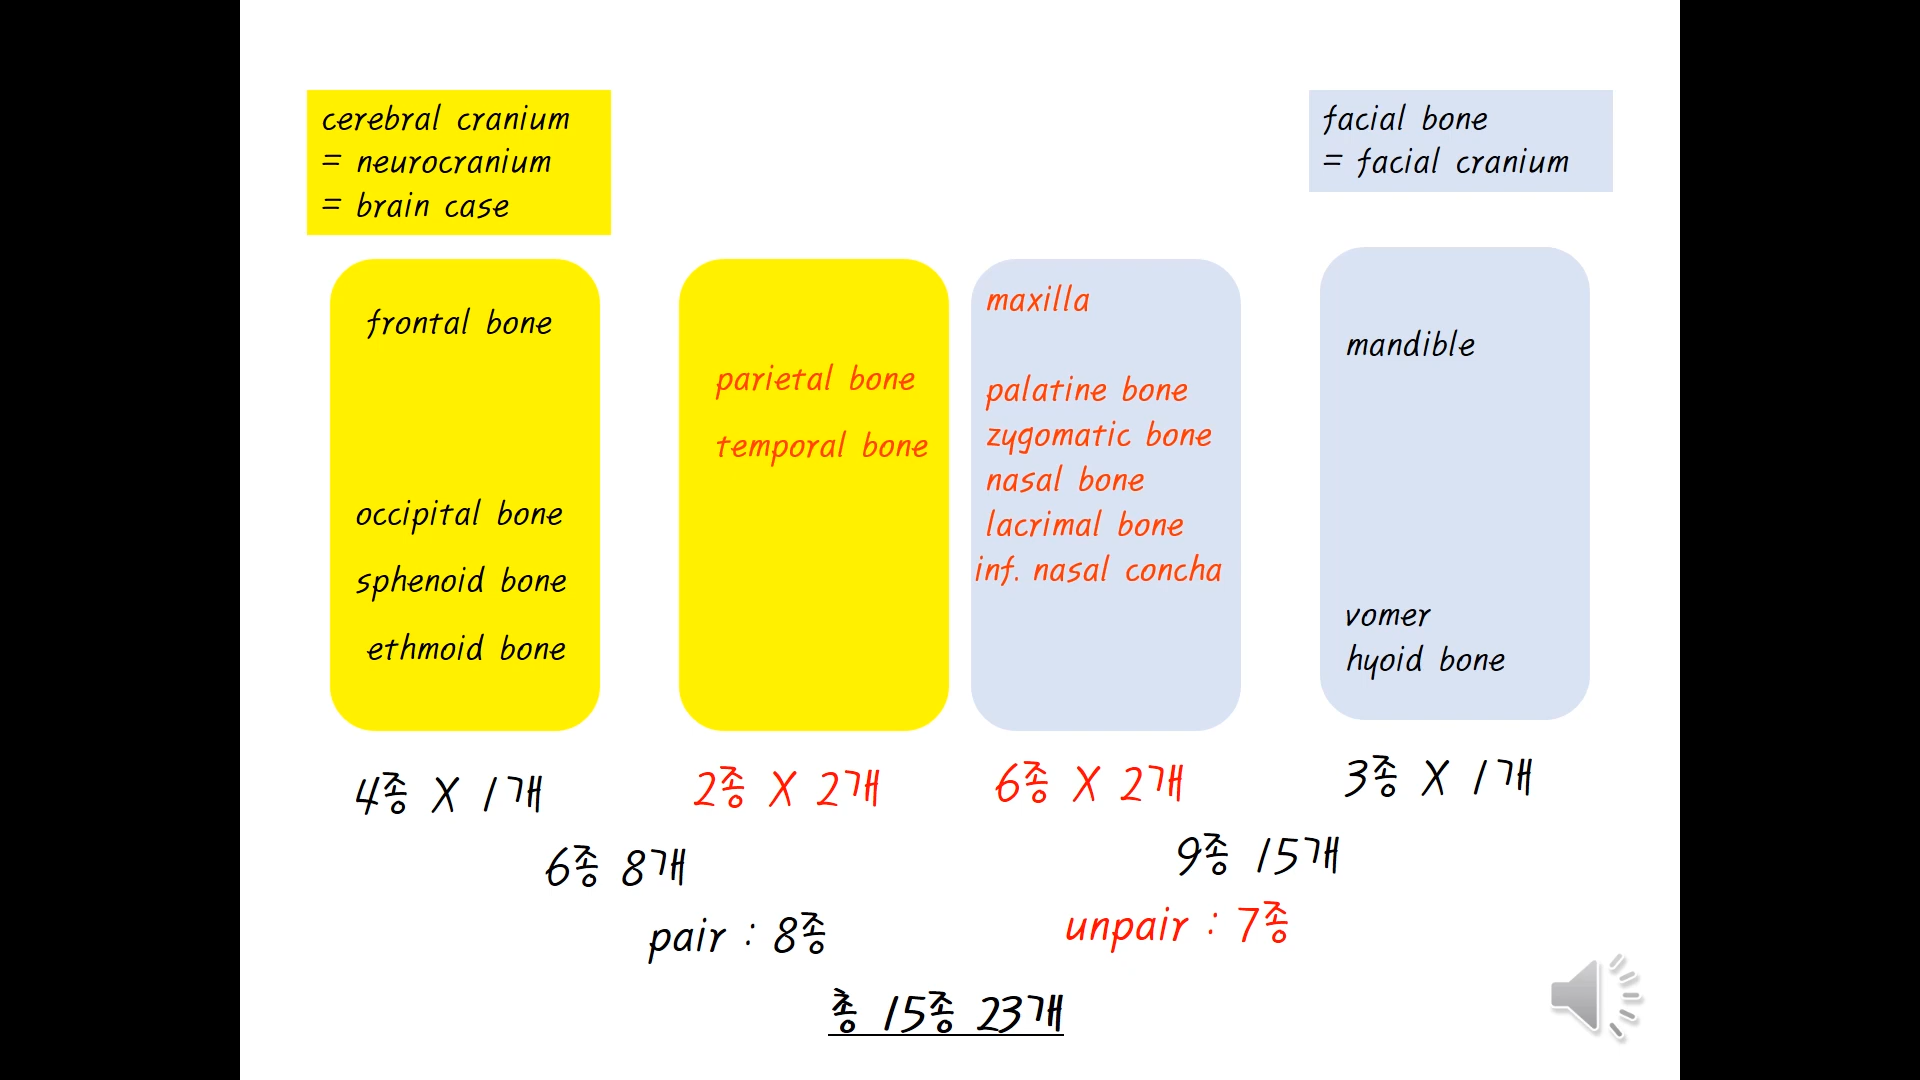 cerebral cranium
= neurocranium
= brain case
facial bone
= facial cranium
frontal bone
occipital bone
sphenoid bone
ethmoid bone
parietal bone
temporal bone
maxilla
palatine bone
zygomatic bone
nasal bone
lacrimal bone
inf. nasal concha
mandible
vomer
hyoid bone
4종 X 1개
2종 X 2개
6종 X 2개
3종 X 1개
6종 8개
9종 15개
pair : 8종
unpair : 7종
총 15종 23개